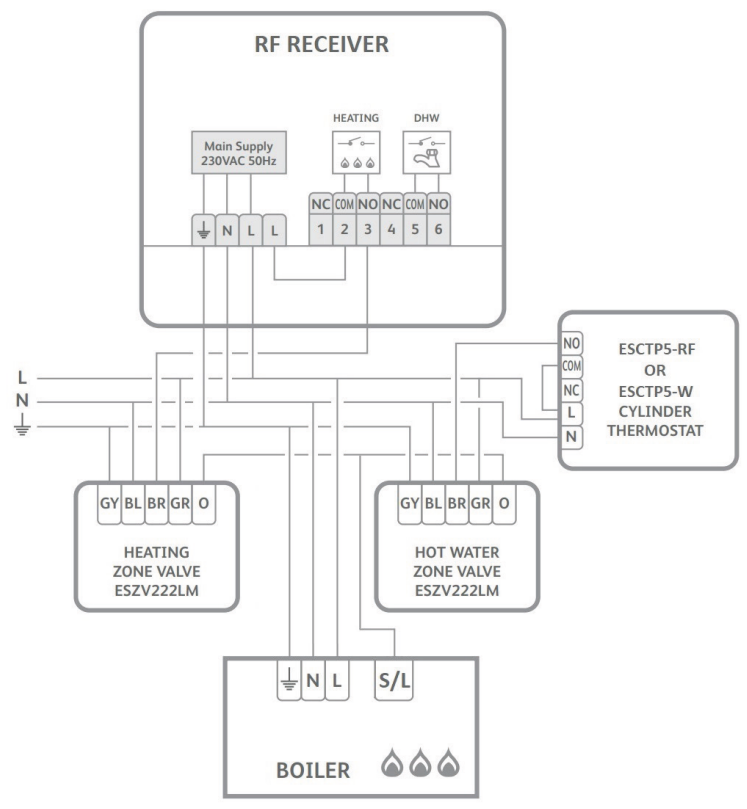 RF RECEIVER
HEATING DHW
Main Supply
230VAC 50Hz
NC COM NO NC COM NO
N L L 1 2 3 4 5 6
NO
COM
NC
L
N
ESCTP5-RF
OR
ESCTP5-W
CYLINDER
THERMOSTAT
L
N
GY BL BR GR O
HEATING
ZONE VALVE
ESZV222LM
GY BL BR GR O
HOT WATER
ZONE VALVE
ESZV222LM
N L S/L
BOILER